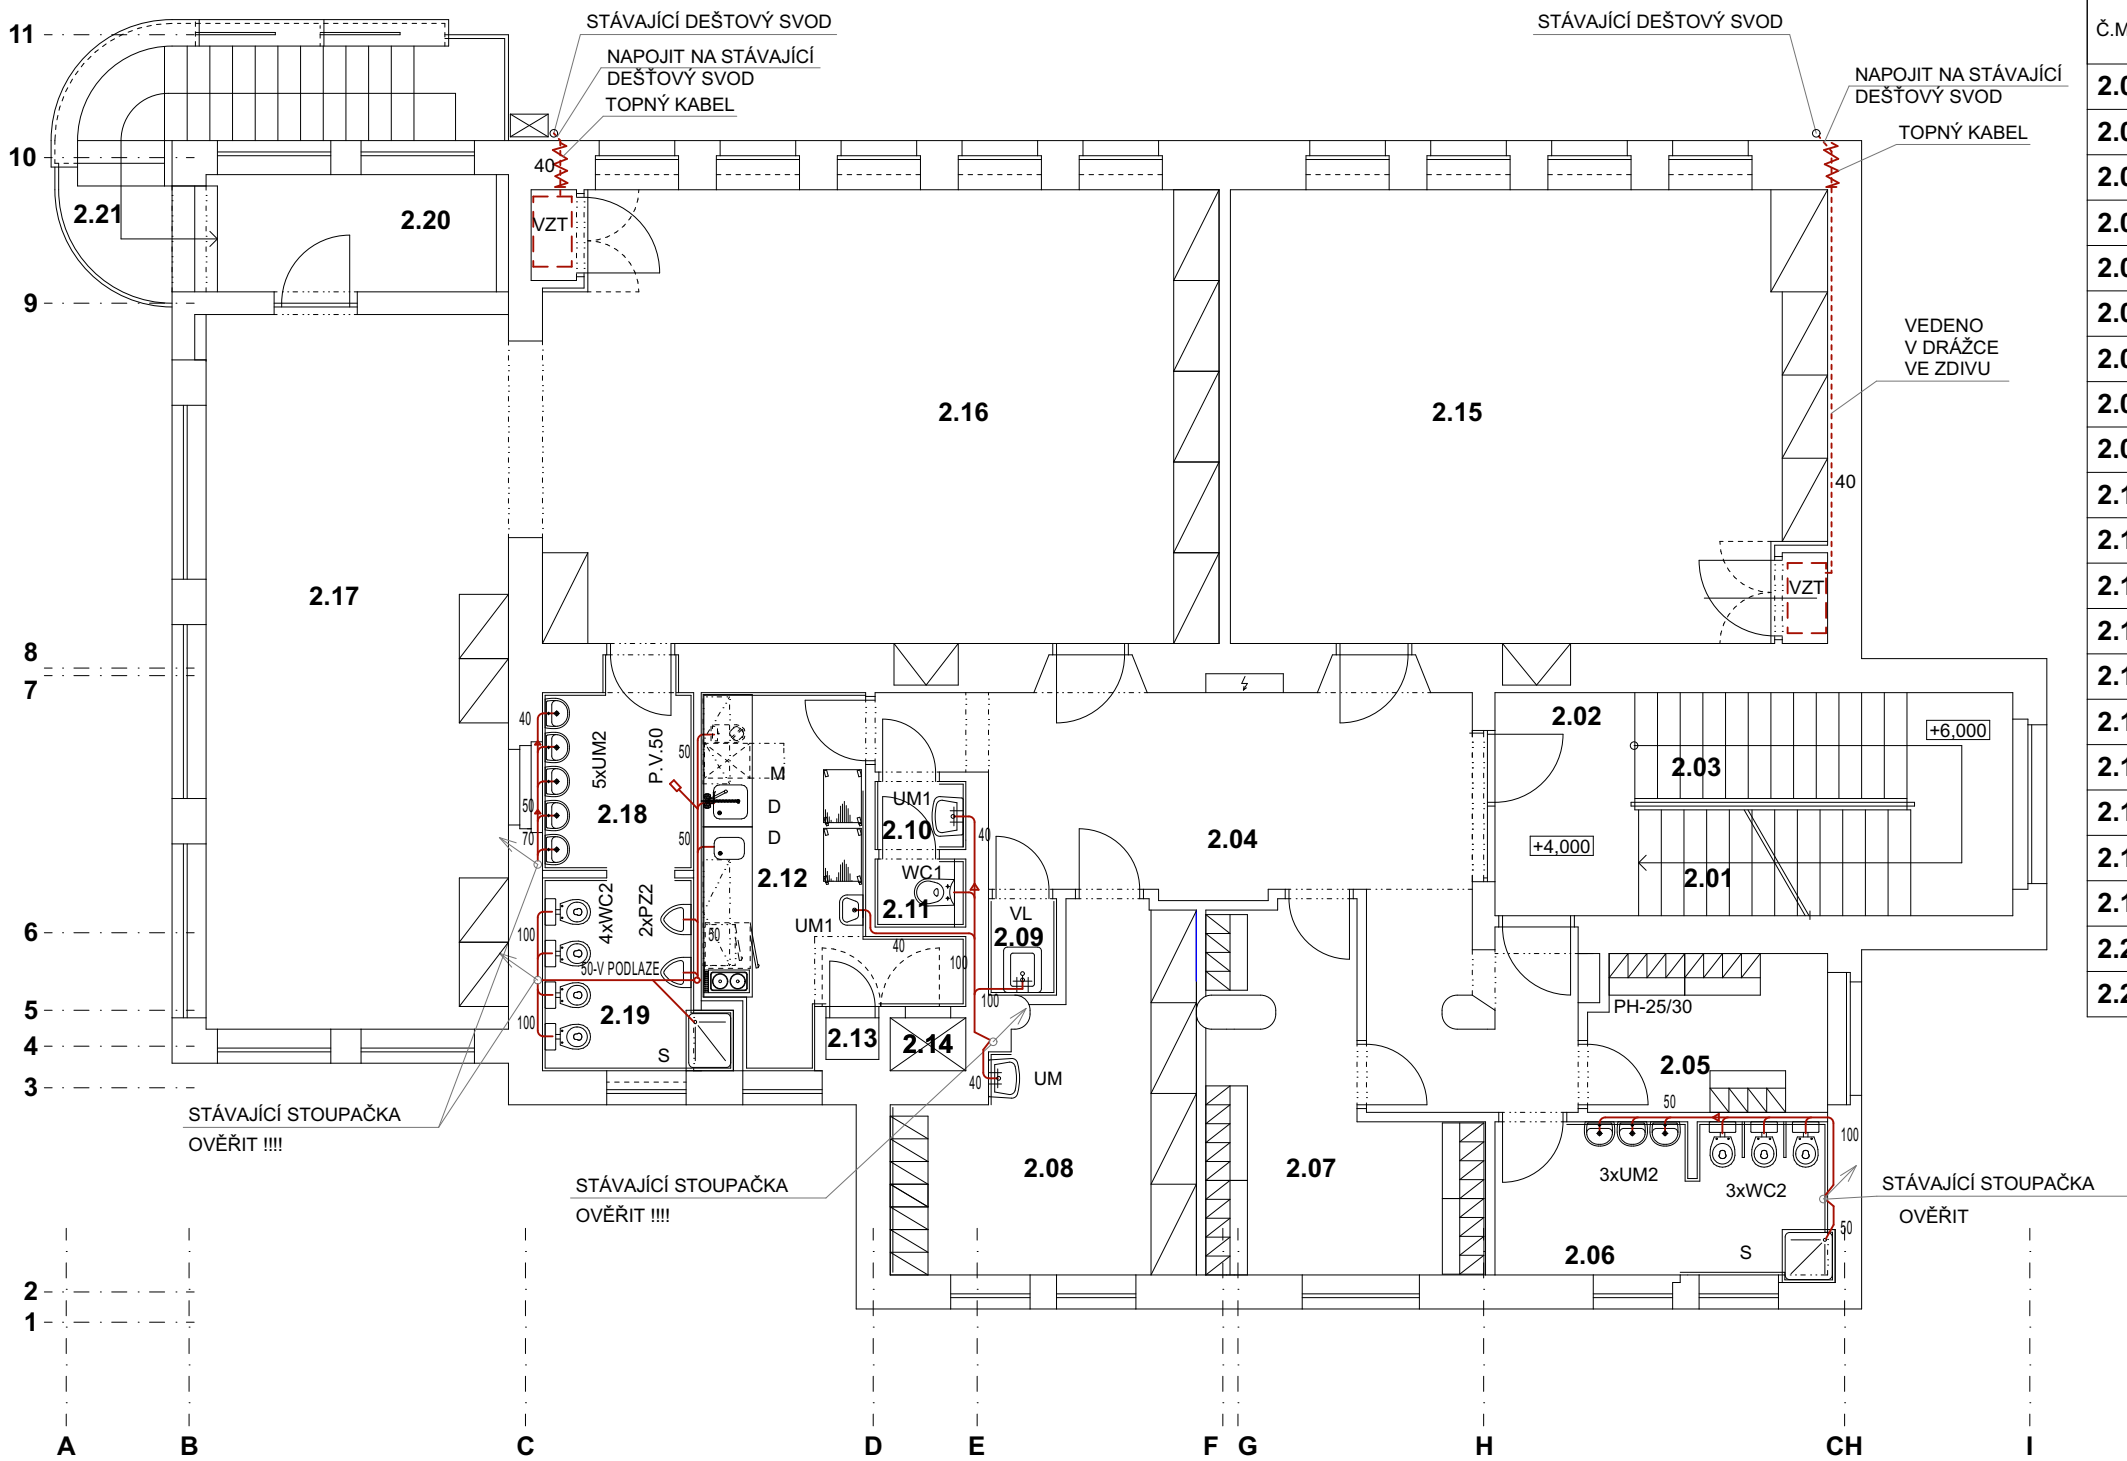 STÁVAJÍCÍ DEŠTOVÝ SVOD
NAPOJIT NA STÁVAJÍCÍ
DEŠŤOVÝ SVOD
TOPNÝ KABEL
STÁVAJÍCÍ DEŠTOVÝ SVOD
NAPOJIT NA STÁVAJÍCÍ
DEŠŤOVÝ SVOD
TOPNÝ KABEL
11
10
9
8
7
6
5
4
3
2
1
40
VZT
2.21
2.20
2.16
2.15
VEDENO
V DRÁŽCE
VE ZDIVU
40
VZT
2.17
2.02
+6,000
2.03
+4,000
2.01
2.04
40
5xUM2
P.V.50
50
M
D
D
50
70
50
2.18
2.12
UM1
2.10
40
WC1
2.11
UM1
40
100
VL
2.09
100
4xWC2
2xPZ2
100
50
50-V PODLAZE
2.19
100
S
2.13
2.14
40
UM
PH-25/30
2.05
50
100
3xUM2
3xWC2
50
2.06
S
2.08
2.07
STÁVAJÍCÍ STOUPAČKA
OVĚŘIT !!!!
STÁVAJÍCÍ STOUPAČKA
OVĚŘIT !!!!
STÁVAJÍCÍ STOUPAČKA
OVĚŘIT
A
B
C
D
E
F
G
H
CH
I